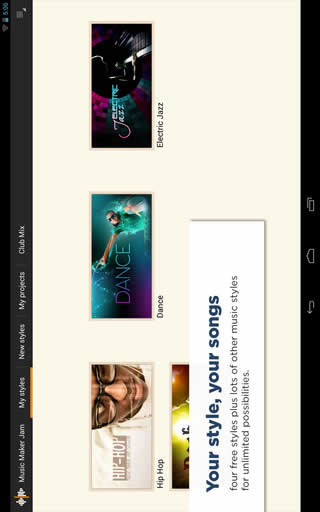 5:06
Music Maker Jam
My styles
New styles
My projects
Club Mix
HIP-HOP
DANCE
ELECTRIC
Jazz
Hip Hop
Dance
Electric Jazz
Your style, your songs
four free styles plus lots of other music styles
for unlimited possibilities.